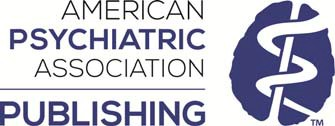 AMERICAN
PSYCHIATRIC
ASSOCIATION
PUBLISHING
TM